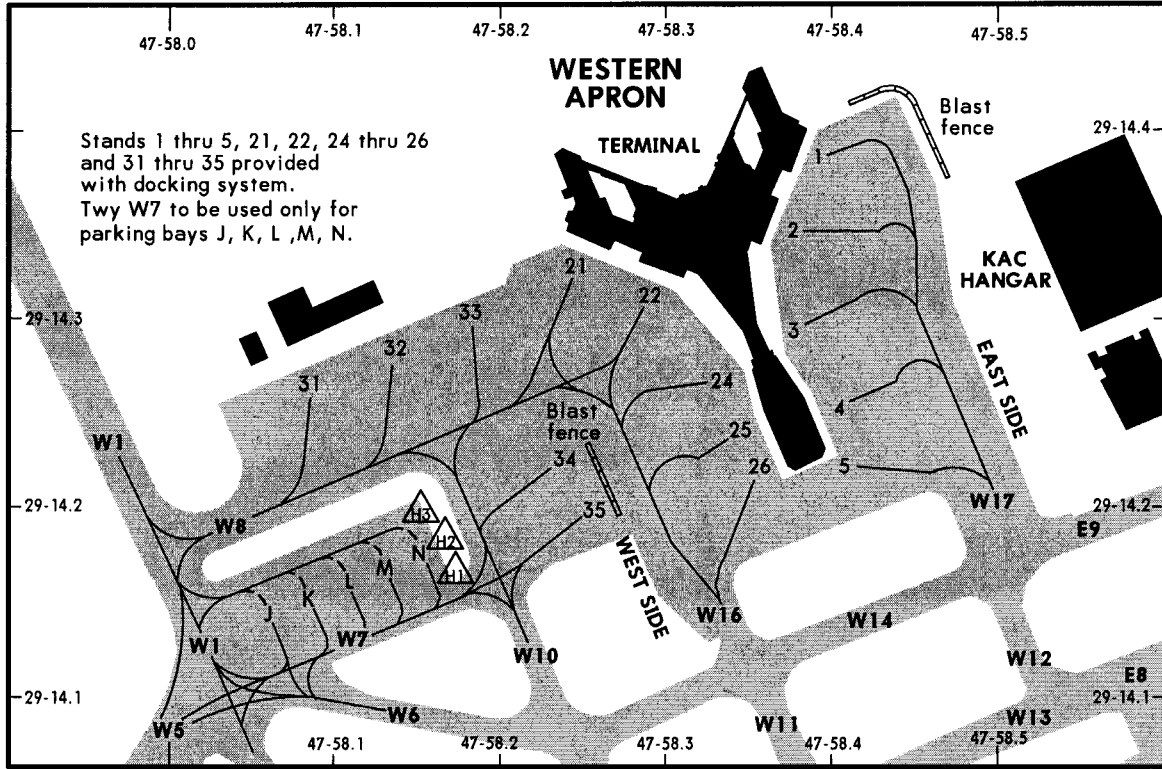 47-58.0 47-58.1 47-58.2 47-58.3 47-58.4 47-58.5
WESTERN
APRON
TERMINAL
Blast
fence
29-14.4
Stands 1 thru 5, 21, 22, 24 thru 26
and 31 thru 35 provided
with docking system.
Twy W7 to be used only for
parking bays J, K, L ,M, N.
1
2
KAC
HANGAR
21
22
33
29-14.3
3
32
31
EAST SIDE
24
4
Blast
fence
W1
25
34
26
5
35
W17
W8
H3
29-14.2
29-14.2
E9
H2
N
H1
M
L
K
J
WEST SIDE
W16
W14
W1
W7
W10
W12
E8
29-14.1
29-14.1
W5
W6
W11
W13
47-58.1 47-58.2 47-58.3 47-58.4 47-58.5